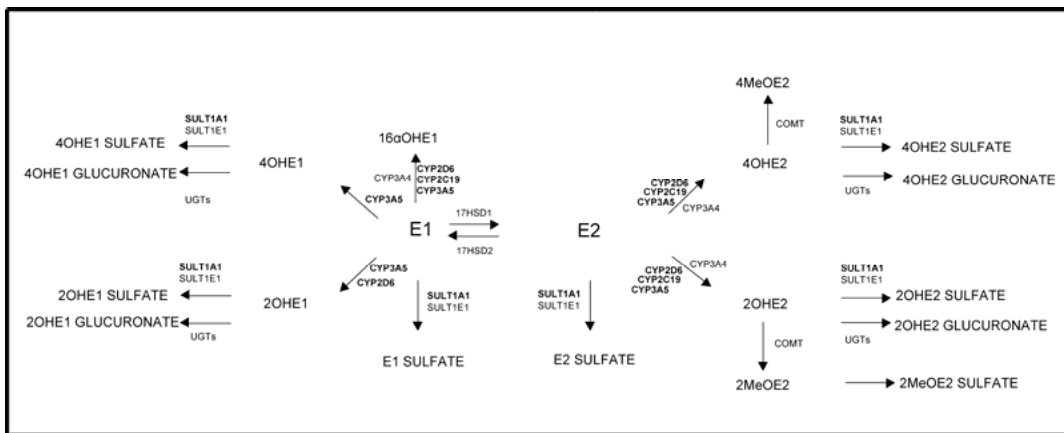 4MeOE2
COMT
SULT1A1
SULT1E1
4OHE1 SULFATE
4OHE1 GLUCURONATE
UGTs
4OHE1
16αOHE1
CYP3A4
CYP2D6
CYP2C19
CYP3A5
CYP3A5
4OHE2
SULT1A1
SULT1E1
4OHE2 SULFATE
4OHE2 GLUCURONATE
UGTs
CYP2D6
CYP2C19
CYP3A5
CYP3A4
E1
17HSD1
17HSD2
E2
CYP3A5
CYP2D6
SULT1A1
SULT1E1
2OHE1 SULFATE
2OHE1 GLUCURONATE
UGTs
2OHE1
SULT1A1
SULT1E1
E1 SULFATE
SULT1A1
SULT1E1
E2 SULFATE
CYP2D6
CYP2C19
CYP3A5
CYP3A4
2OHE2
SULT1A1
SULT1E1
2OHE2 SULFATE
2OHE2 GLUCURONATE
UGTs
COMT
2MeOE2
2MeOE2 SULFATE